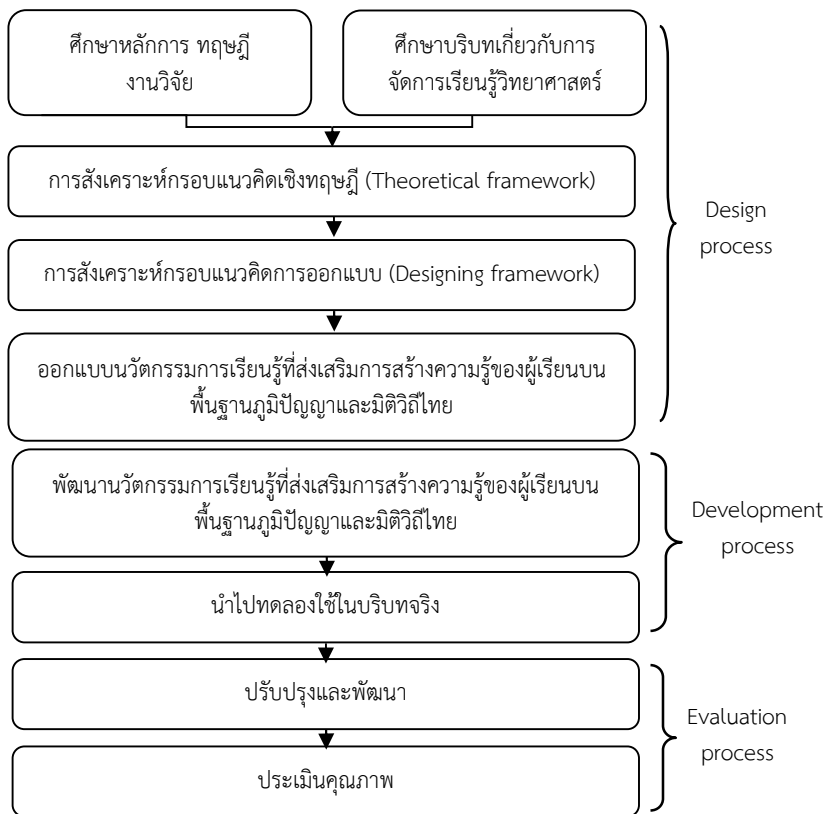 ศึกษาหลักการ ทฤษฎี
งานวิจัย
ศึกษาบริบทเกี่ยวกับการ
จัดการเรียนรู้วิทยาศาสตร์
การสังเคราะห์กรอบแนวคิดเชิงทฤษฎี (Theoretical framework)
การสังเคราะห์กรอบแนวคิดการออกแบบ (Designing framework)
ออกแบบนวัตกรรมการเรียนรู้ที่ส่งเสริมการสร้างความรู้ของผู้เรียนบน
พื้นฐานภูมิปัญญาและมิติวิถีไทย
Design
process
พัฒนานวัตกรรมการเรียนรู้ที่ส่งเสริมการสร้างความรู้ของผู้เรียนบน
พื้นฐานภูมิปัญญาและมิติวิถีไทย
นำไปทดลองใช้ในบริบทจริง
Development
process
ปรับปรุงและพัฒนา
ประเมินคุณภาพ
Evaluation
process